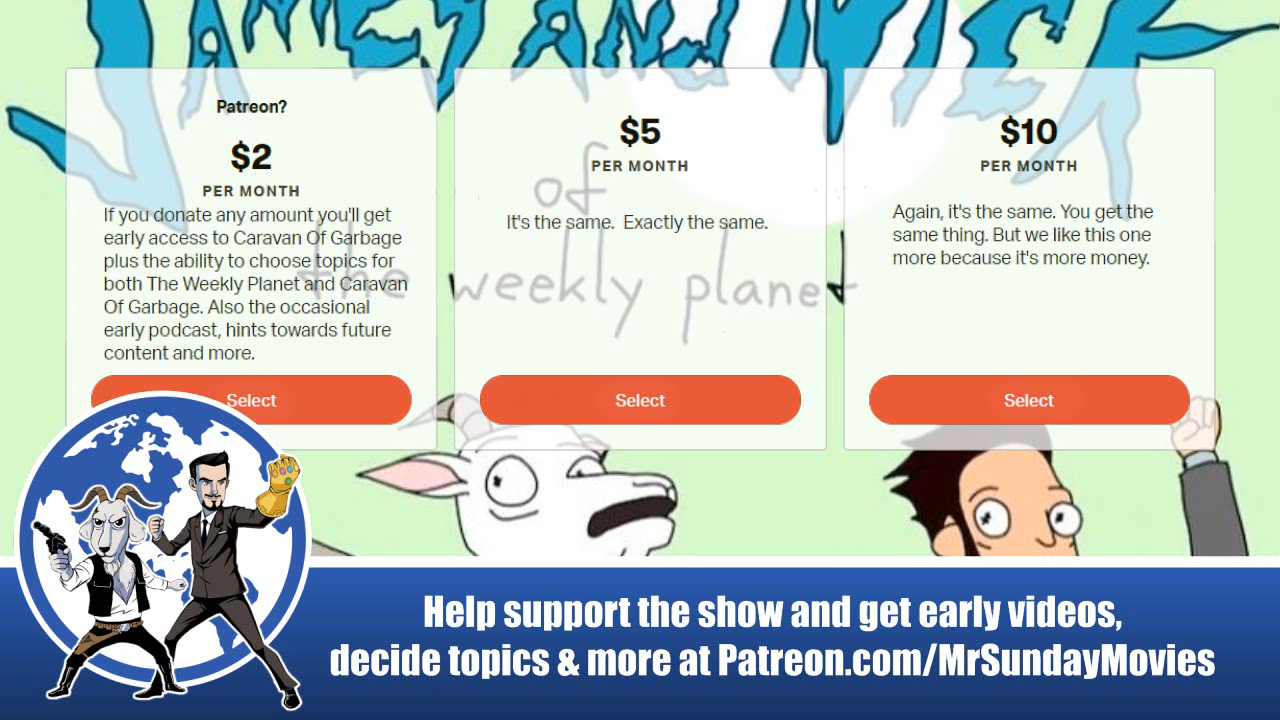 JAMES AND NICK
of
the weekly planet
Patreon?
$2
PER MONTH
If you donate any amount you'll get
early access to Caravan Of Garbage
plus the ability to choose topics for
both The Weekly Planet and Caravan
Of Garbage. Also the occasional
early podcast, hints towards future
content and more.
Select
$5
PER MONTH
It's the same.  Exactly the same.
Select
$10
PER MONTH
Again, it's the same. You get the
same thing. But we like this one
more because it's more money.
Select
Help support the show and get early videos,
decide topics & more at Patreon.com/MrSundayMovies